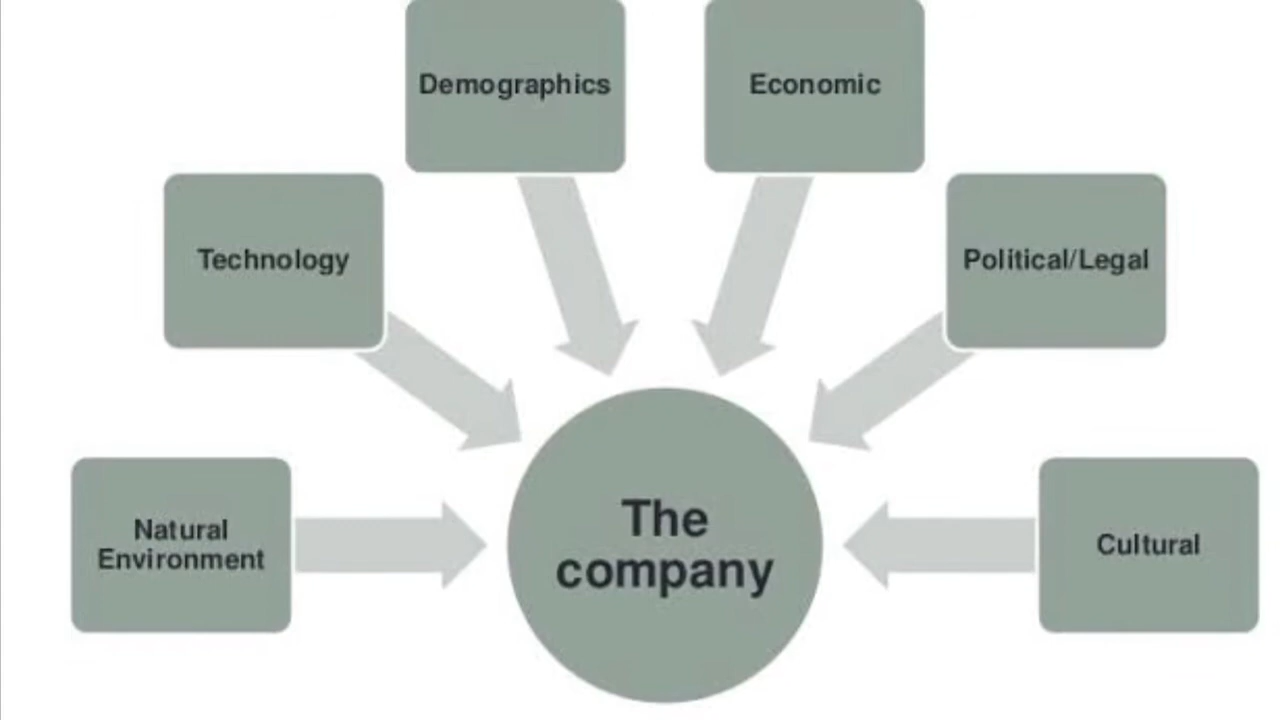 Demographics
Economic
Technology
Political/Legal
Natural
Environment
The
company
Cultural